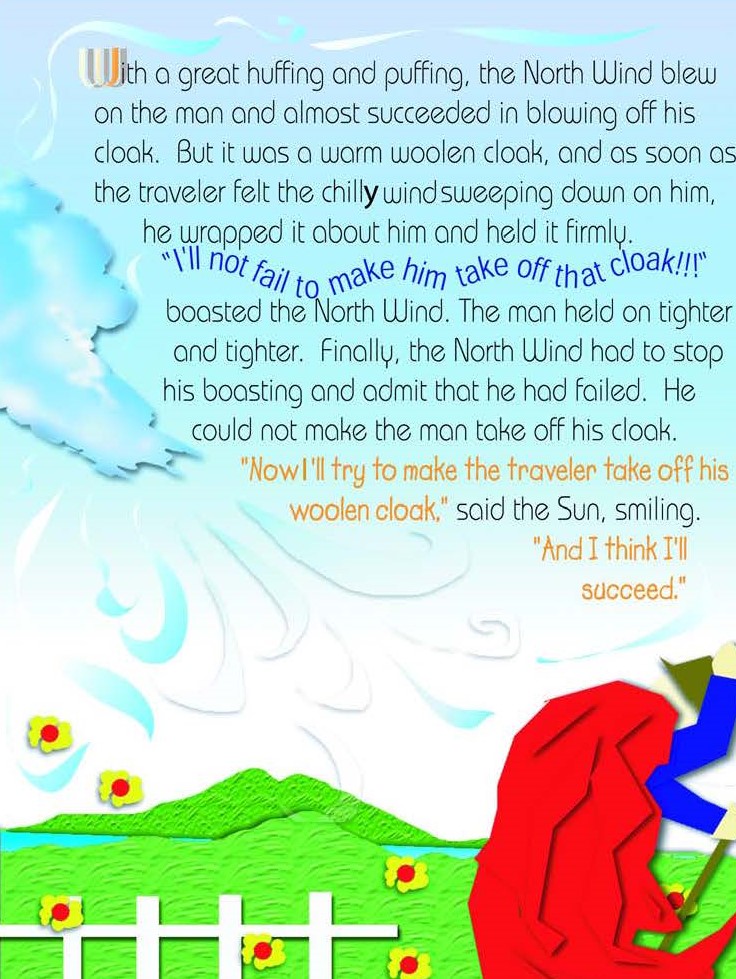 With a great huffing and puffing, the North Wind blew
on the man and almost succeeded in blowing off his
cloak. But it was a warm woolen cloak, and as soon as
the traveler felt the chilly wind sweeping down on him,
he wrapped it about him and held it firmly.
"I'll not fail to make him take off that cloak!!!"
boasted the North Wind. The man held on tighter
and tighter. Finally, the North Wind had to stop
his boasting and admit that he had failed. He
could not make the man take off his cloak.
"Now I'll try to make the traveler take off his
woolen cloak," said the Sun, smiling.
"And I think I'll
succeed."